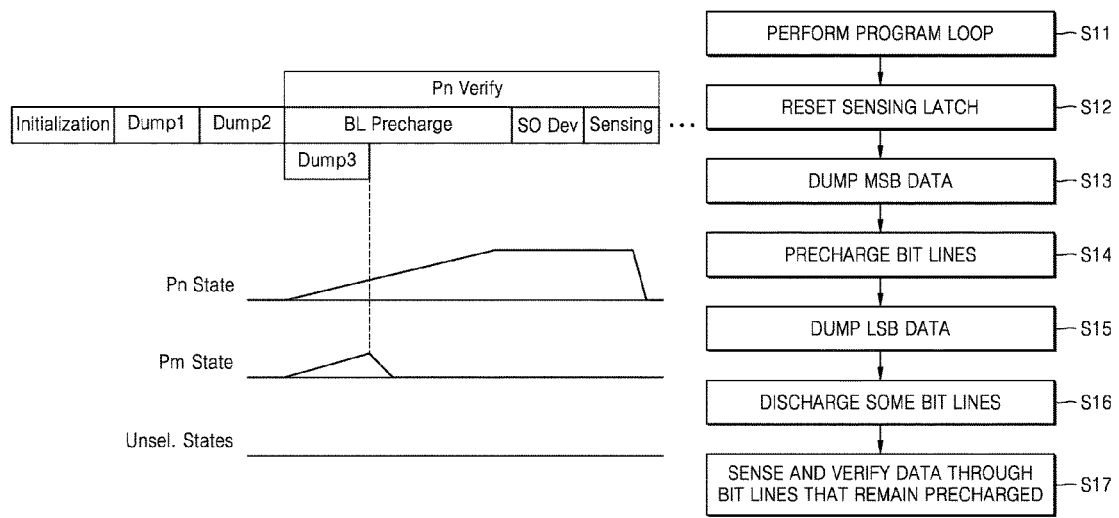 Pn Verify
Initialization Dump1 Dump2 BL Precharge SO Dev Sensing ...
Dump3
Pn State
Pm State
Unsel. States
PERFORM PROGRAM LOOP S11
RESET SENSING LATCH S12
DUMP MSB DATA S13
PRECHARGE BIT LINES S14
DUMP LSB DATA S15
DISCHARGE SOME BIT LINES S16
SENSE AND VERIFY DATA THROUGH
BIT LINES THAT REMAIN PRECHARGED S17